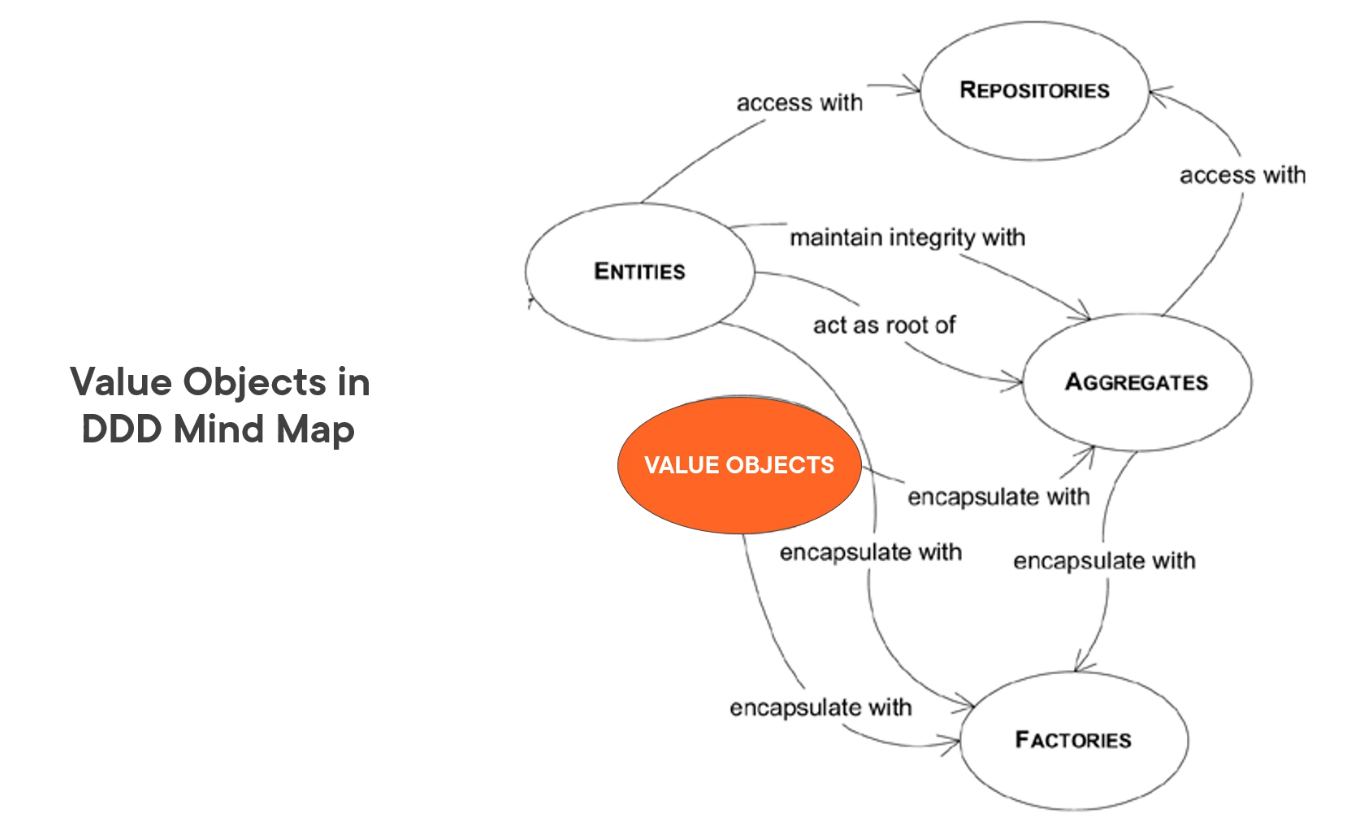 Value Objects in
DDD Mind Map
REPOSITORIES
access with
access with
maintain integrity with
ENTITIES
act as root of
AGGREGATES
VALUE OBJECTS
encapsulate with
encapsulate with
encapsulate with
encapsulate with
FACTORIES